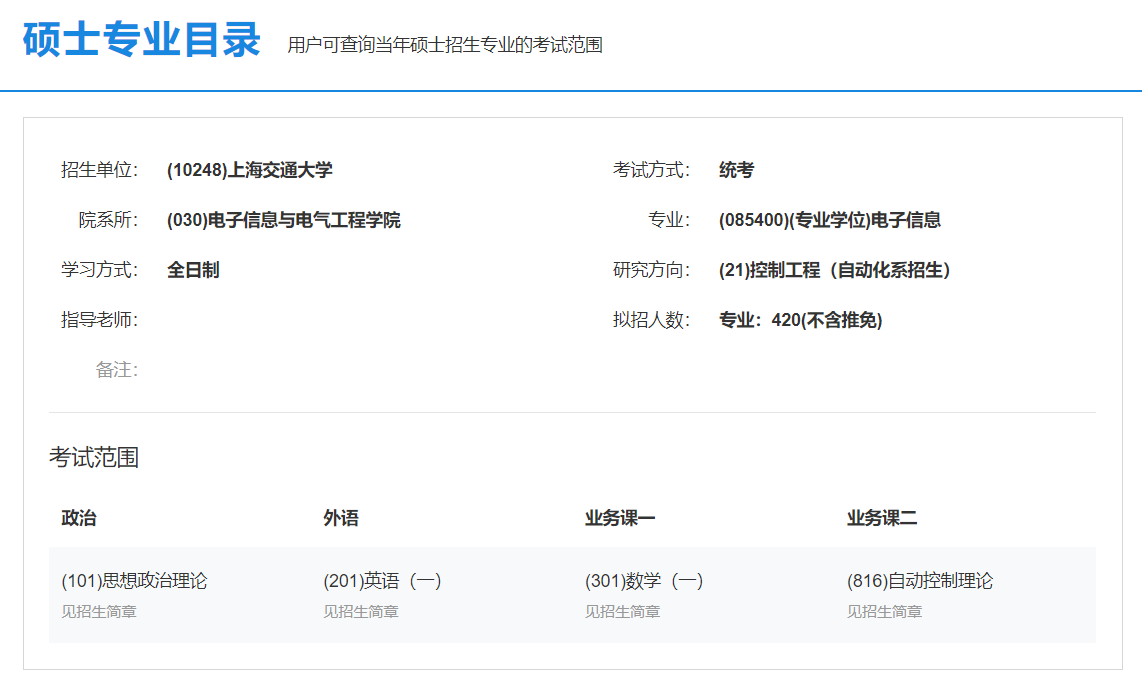 硕士专业目录 用户可查询当年硕士招生专业的考试范围
招生单位： (10248)上海交通大学 考试方式： 统考
院系所： (030)电子信息与电气工程学院 专业： (085400)(专业学位)电子信息
学习方式： 全日制 研究方向： (21)控制工程（自动化系招生）
指导老师： 拟招人数： 专业：420(不含推免)
备注：
考试范围
政治 外语 业务课一 业务课二
(101)思想政治理论 (201)英语（一） (301)数学（一） (816)自动控制理论
见招生简章 见招生简章 见招生简章 见招生简章